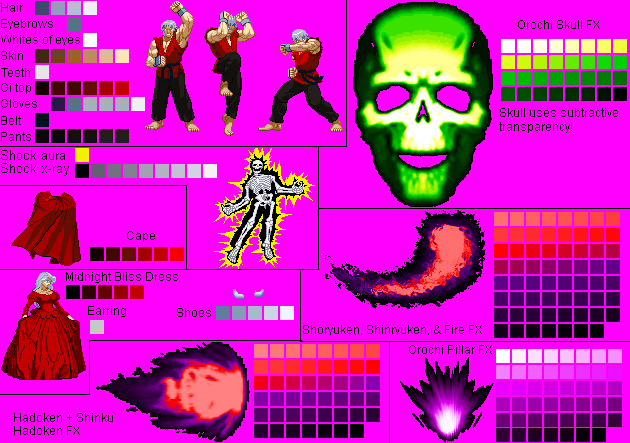 Hair
Eyebrows
Whites of eyes
Skin
Teeth
Gi top
Gloves
Belt
Pants
Orochi Skull FX
Skull uses subtractive
transparency!
Shock aura
Shock x-ray
Cape
Midnight Bliss Dress
Earring
Shoes
Shoryuken, Shinryuken, & Fire FX
Hadoken + Shinku
Hadoken FX
Orochi Pillar FX